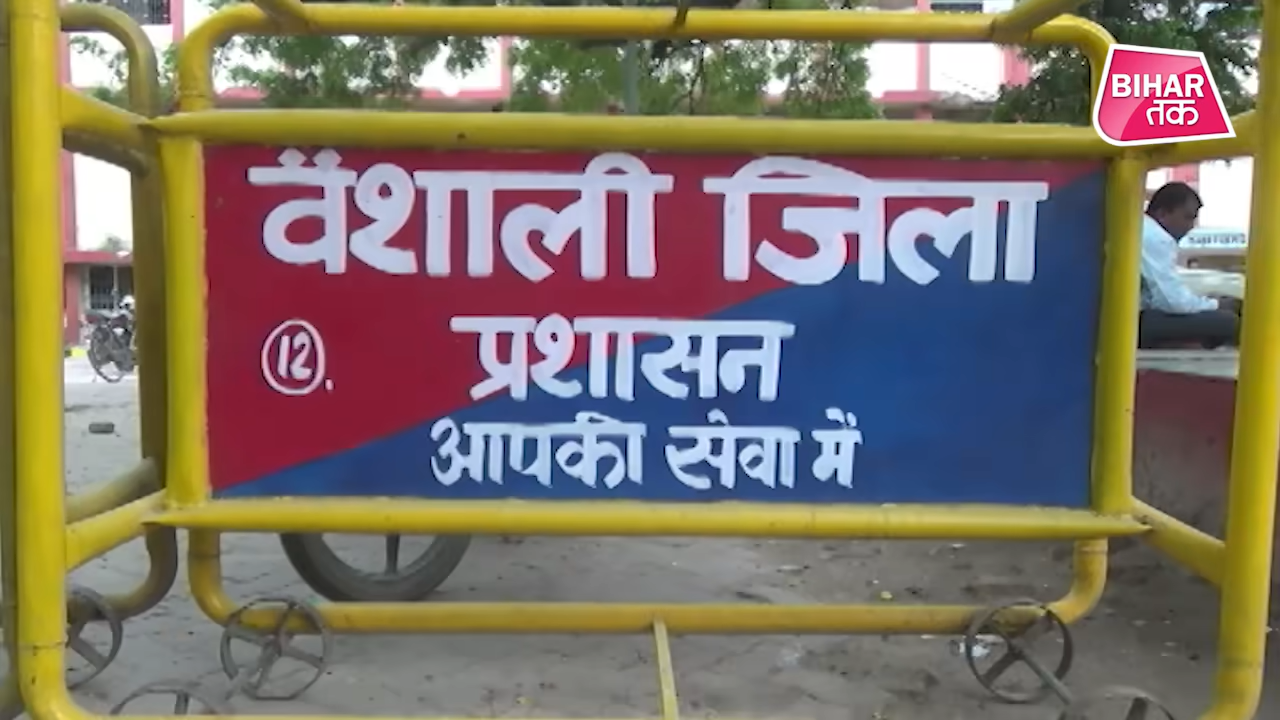 BIHAR
तक
वैशाली जिला
12.
प्रशासन
आपकी सेवा में